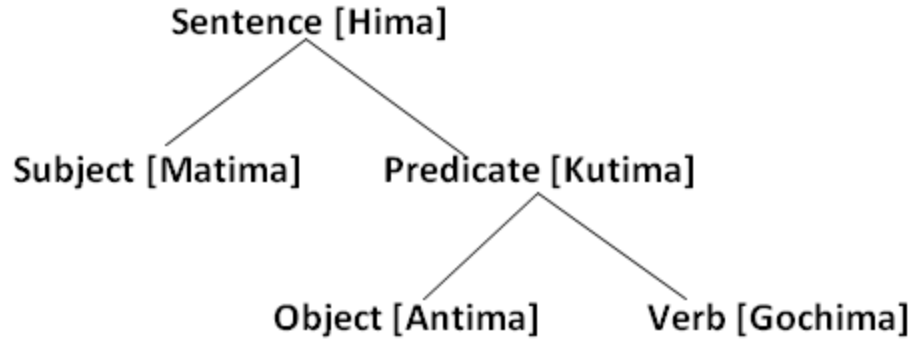 Sentence [Hima]
Subject [Matima] Predicate [Kutima]
Object [Antima] Verb [Gochima]